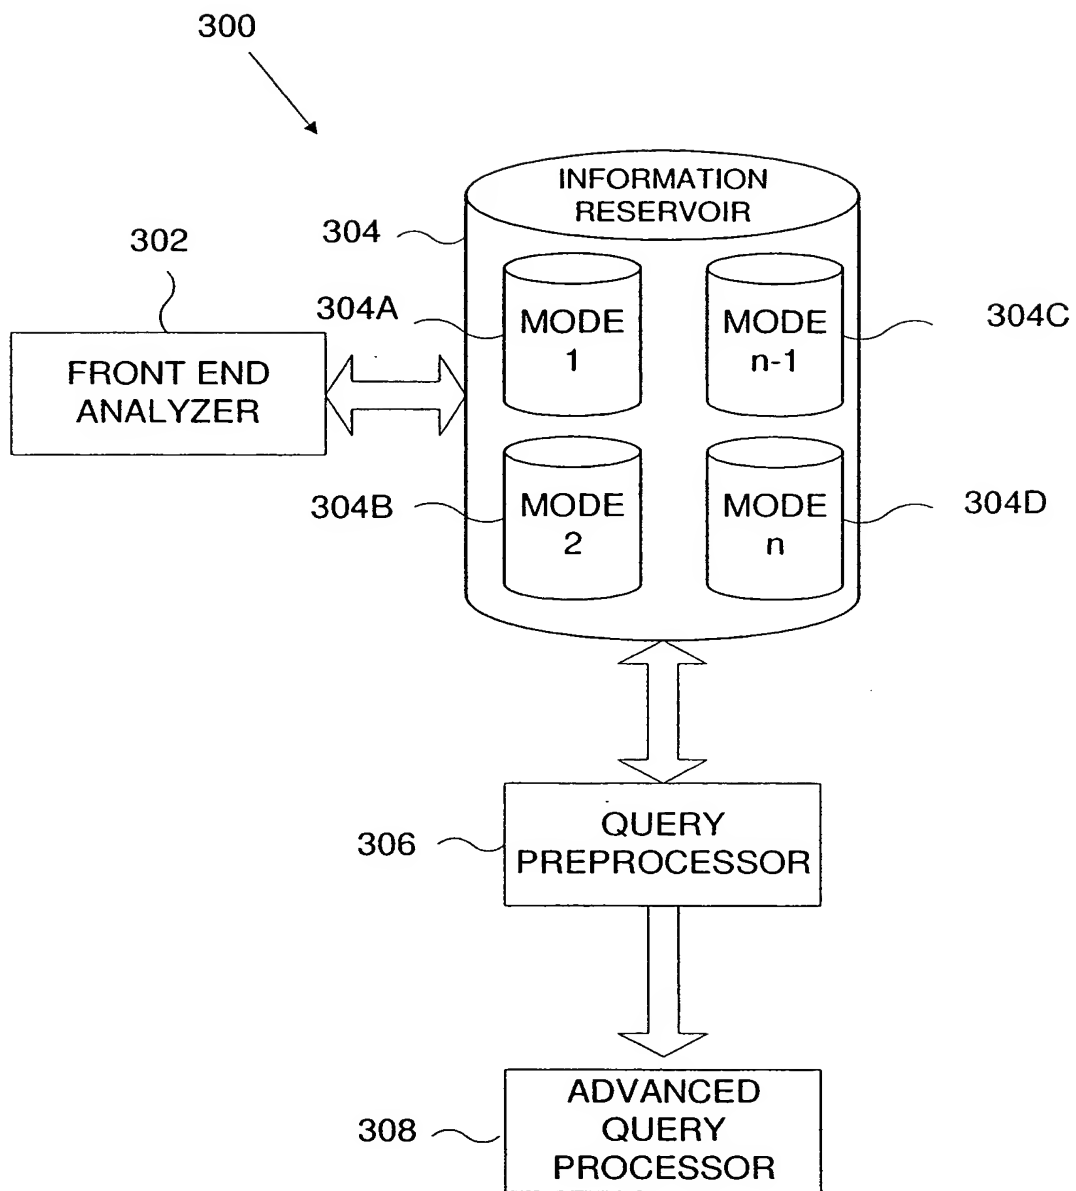 300
INFORMATION
RESERVOIR
304
302
304A
MODE
1
MODE
n-1
304C
FRONT END
ANALYZER
304B
MODE
2
MODE
n
304D
306
QUERY
PREPROCESSOR
308
ADVANCED
QUERY
PROCESSOR